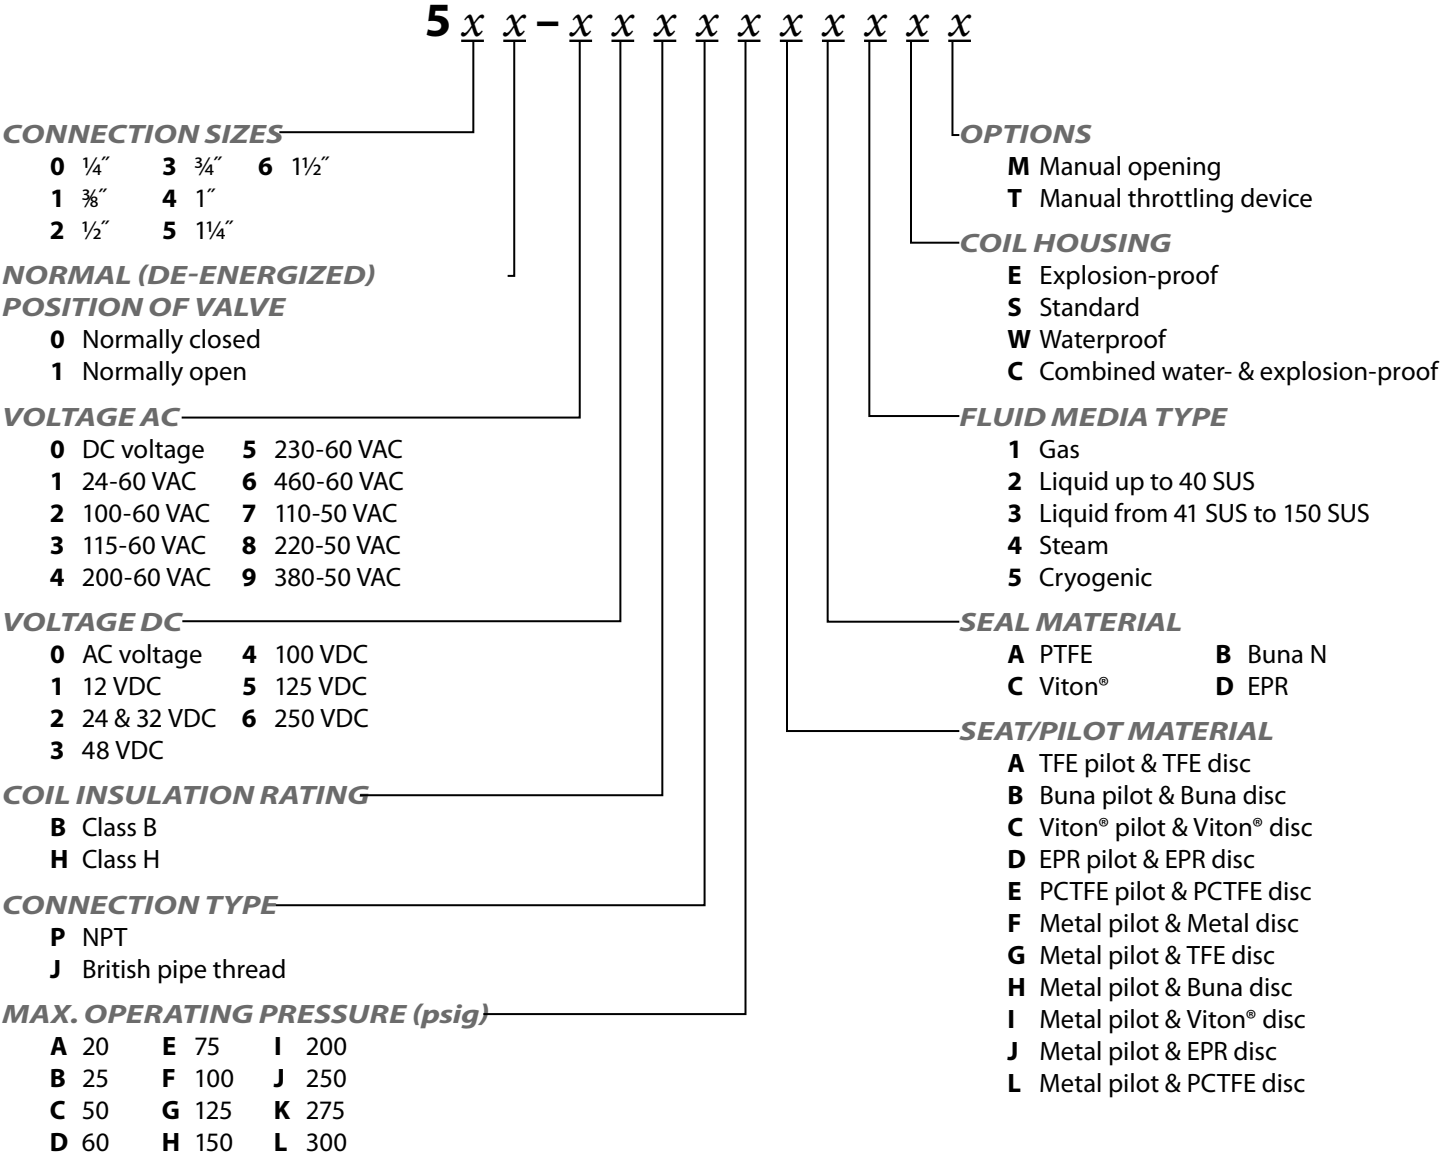 5 x x – x x x x x x x x x x
CONNECTION SIZES
0 ¼″ 3 ¾″ 6 1½″
1 ⅜″ 4 1″
2 ½″ 5 1¼″
NORMAL (DE-ENERGIZED)
POSITION OF VALVE
0 Normally closed
1 Normally open
VOLTAGE AC
0 DC voltage 5 230-60 VAC
1 24-60 VAC 6 460-60 VAC
2 100-60 VAC 7 110-50 VAC
3 115-60 VAC 8 220-50 VAC
4 200-60 VAC 9 380-50 VAC
VOLTAGE DC
0 AC voltage 4 100 VDC
1 12 VDC 5 125 VDC
2 24 & 32 VDC 6 250 VDC
3 48 VDC
COIL INSULATION RATING
B Class B
H Class H
CONNECTION TYPE
P NPT
J British pipe thread
MAX. OPERATING PRESSURE (psig)
A 20 E 75 I 200
B 25 F 100 J 250
C 50 G 125 K 275
D 60 H 150 L 300
OPTIONS
M Manual opening
T Manual throttling device
COIL HOUSING
E Explosion-proof
S Standard
W Waterproof
C Combined water- & explosion-proof
FLUID MEDIA TYPE
1 Gas
2 Liquid up to 40 SUS
3 Liquid from 41 SUS to 150 SUS
4 Steam
5 Cryogenic
SEAL MATERIAL
A PTFE B Buna N
C Viton® D EPR
SEAT/PILOT MATERIAL
A TFE pilot & TFE disc
B Buna pilot & Buna disc
C Viton® pilot & Viton® disc
D EPR pilot & EPR disc
E PCTFE pilot & PCTFE disc
F Metal pilot & Metal disc
G Metal pilot & TFE disc
H Metal pilot & Buna disc
I Metal pilot & Viton® disc
J Metal pilot & EPR disc
L Metal pilot & PCTFE disc